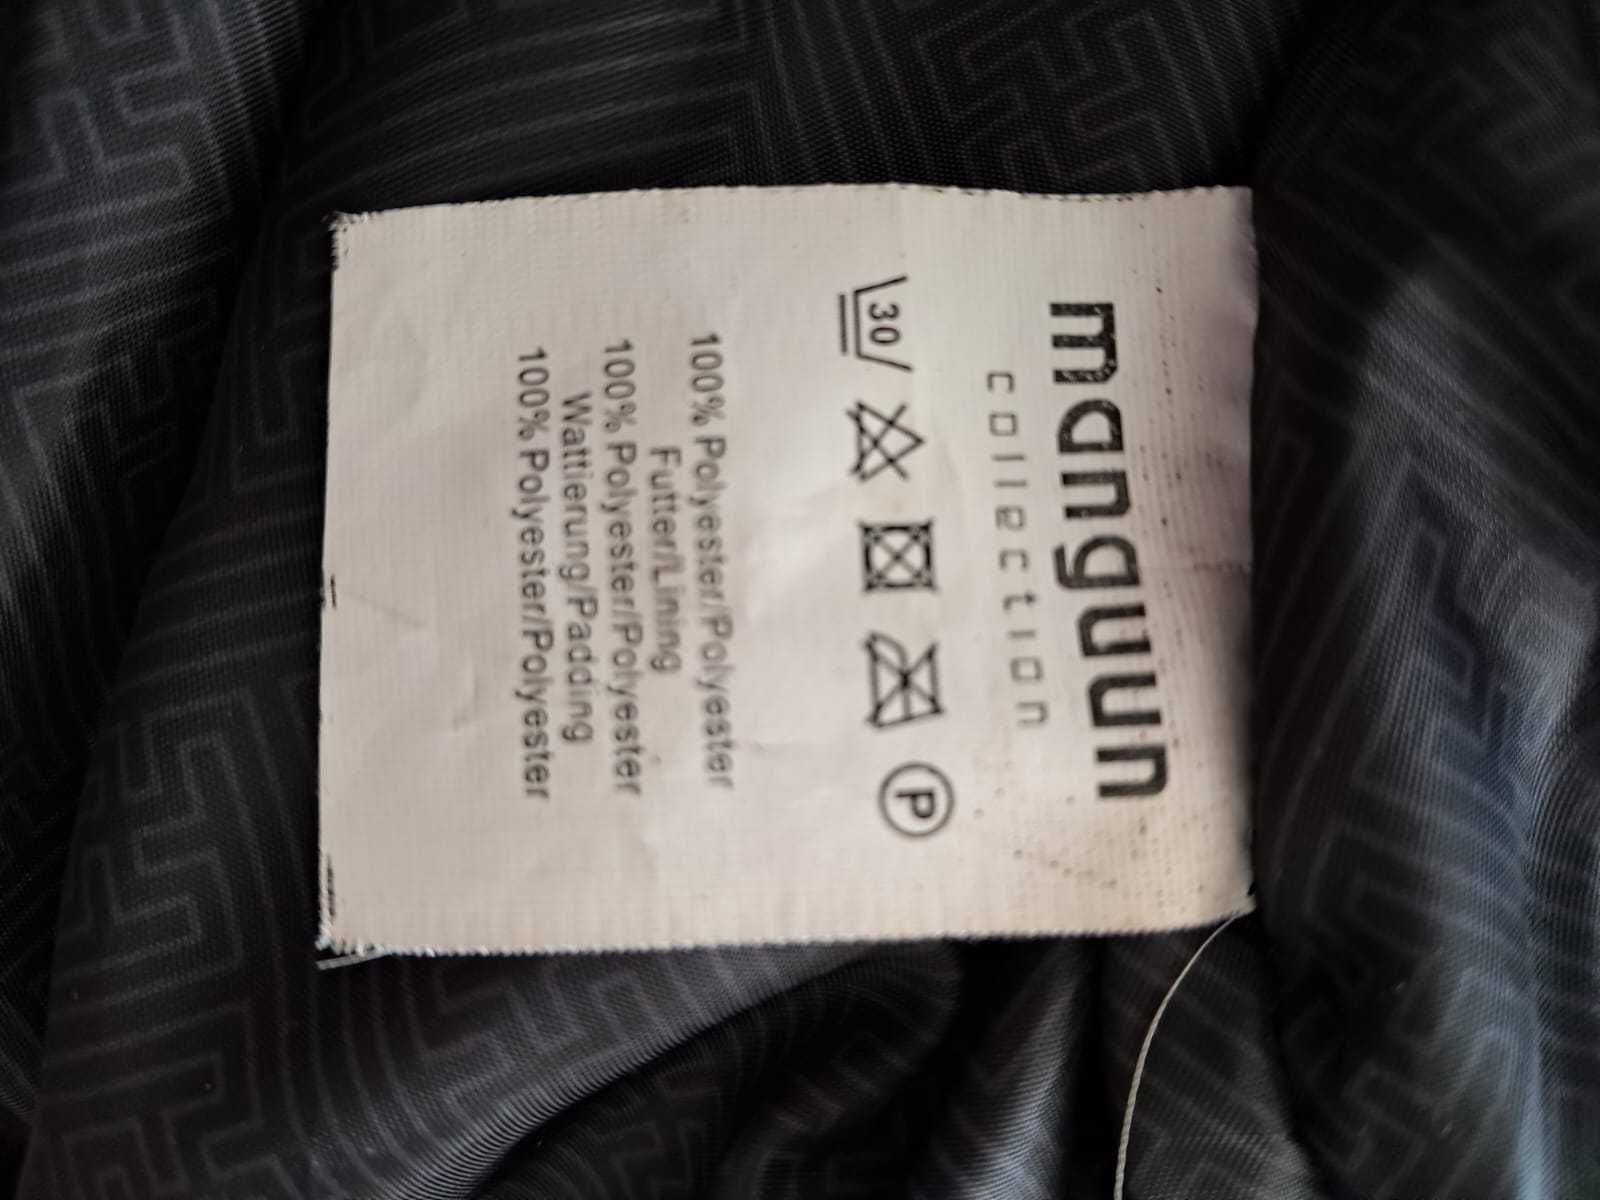 manguun
collection
30 P
100% Polyester/Polyester
Futter/Lining
100% Polyester/Polyester
Wattierung/Padding
100% Polyester/Polyester